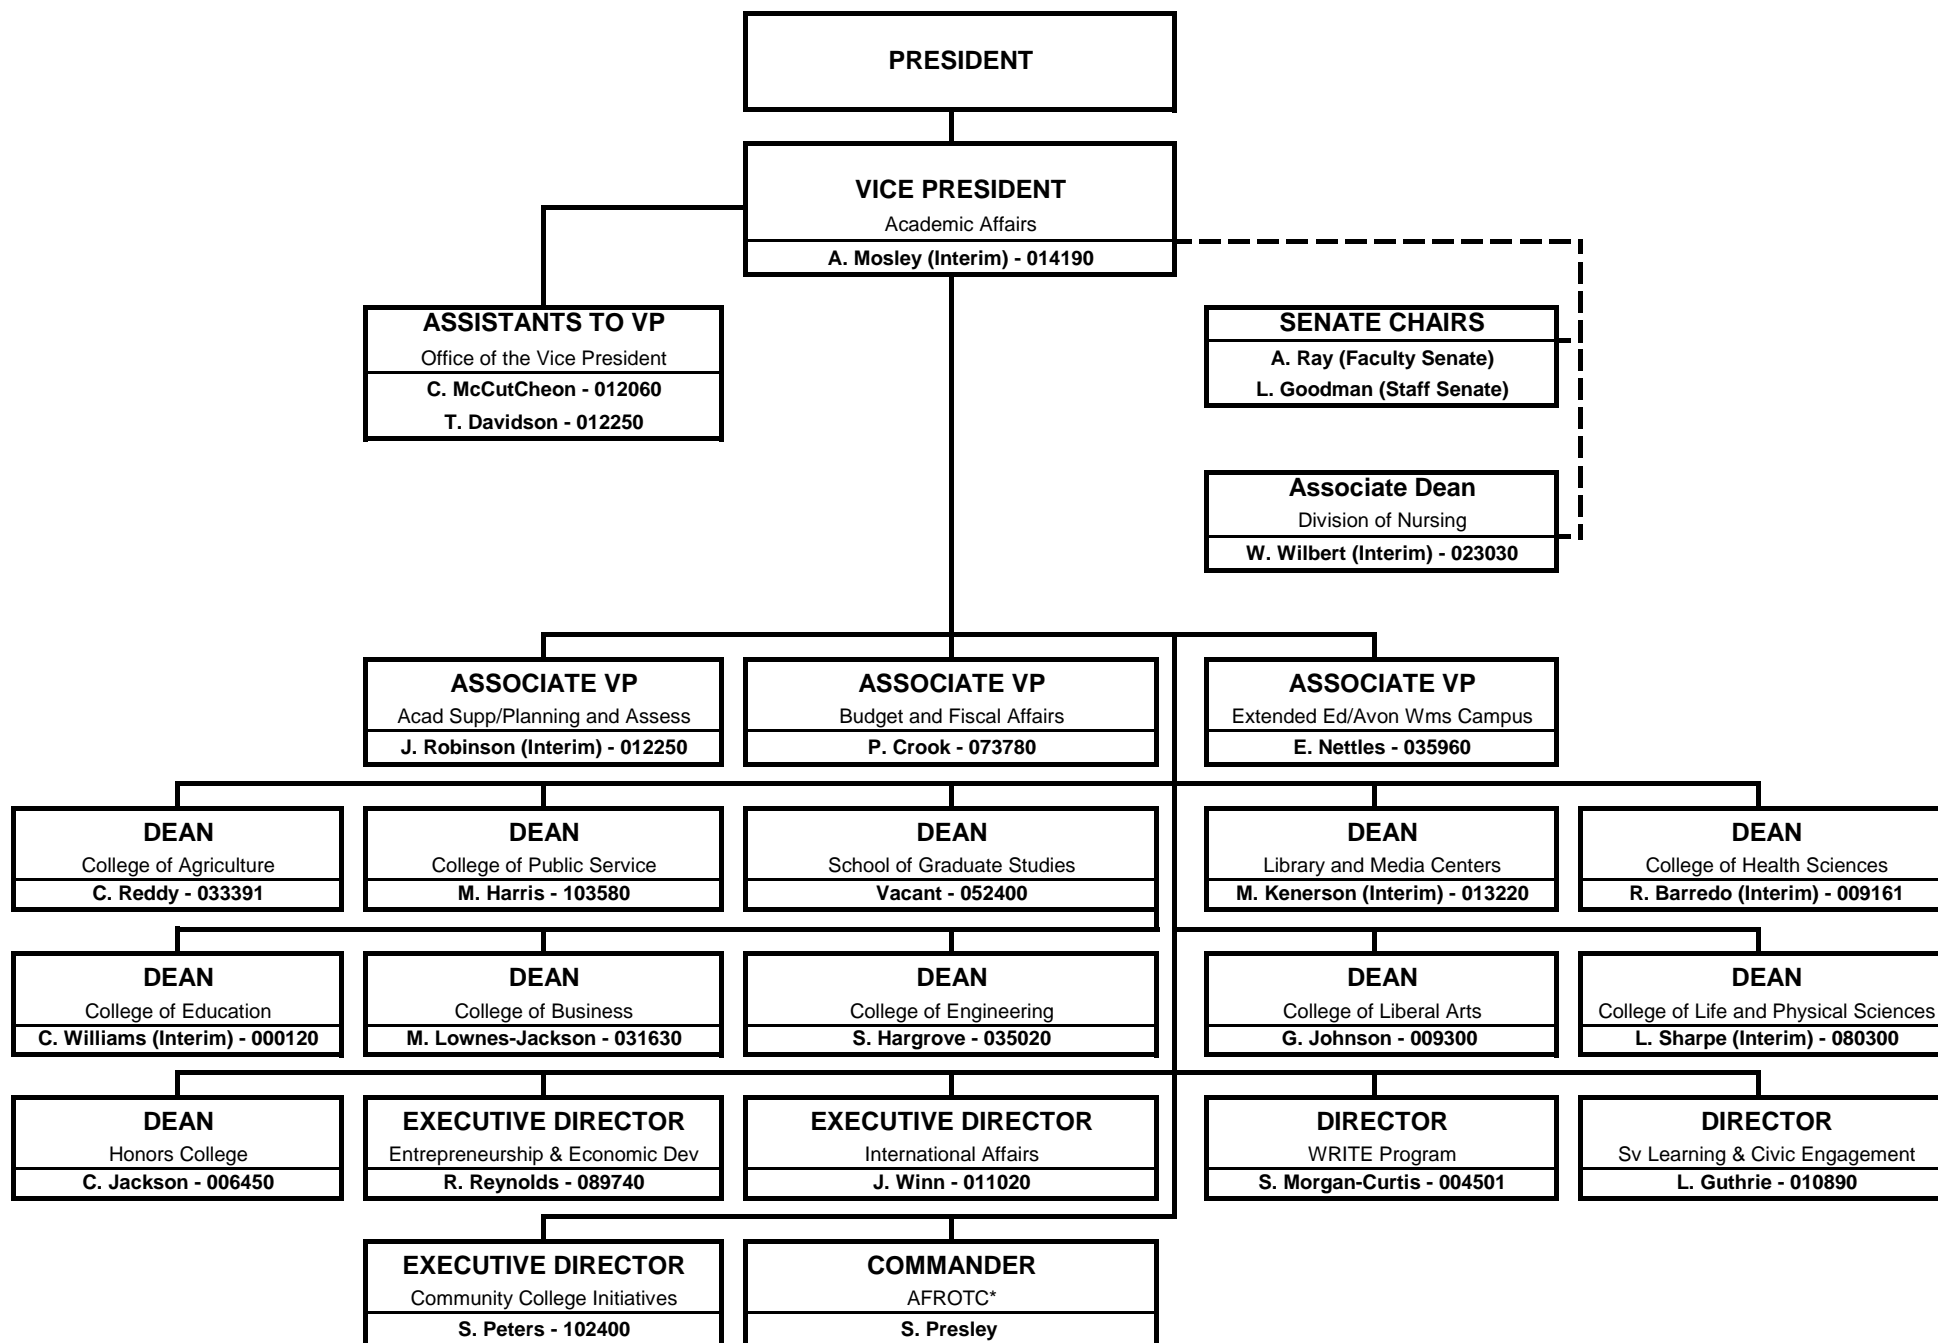 PRESIDENT
VICE PRESIDENT
Academic Affairs
A. Mosley (Interim) - 014190
ASSISTANTS TO VP
Office of the Vice President
C. McCutCheon - 012060
T. Davidson - 012250
SENATE CHAIRS
A. Ray (Faculty Senate)
L. Goodman (Staff Senate)
Associate Dean
Division of Nursing
W. Wilbert (Interim) - 023030
ASSOCIATE VP
Acad Supp/Planning and Assess
J. Robinson (Interim) - 012250
ASSOCIATE VP
Budget and Fiscal Affairs
P. Crook - 073780
ASSOCIATE VP
Extended Ed/Avon Wms Campus
E. Nettles - 035960
DEAN
College of Agriculture
C. Reddy - 033391
DEAN
College of Public Service
M. Harris - 103580
DEAN
School of Graduate Studies
Vacant - 052400
DEAN
Library and Media Centers
M. Kenerson (Interim) - 013220
DEAN
College of Health Sciences
R. Barredo (Interim) - 009161
DEAN
College of Education
C. Williams (Interim) - 000120
DEAN
College of Business
M. Lownes-Jackson - 031630
DEAN
College of Engineering
S. Hargrove - 035020
DEAN
College of Liberal Arts
G. Johnson - 009300
DEAN
College of Life and Physical Sciences
L. Sharpe (Interim) - 080300
DEAN
Honors College
C. Jackson - 006450
EXECUTIVE DIRECTOR
Entrepreneurship & Economic Dev
R. Reynolds - 089740
EXECUTIVE DIRECTOR
International Affairs
J. Winn - 011020
DIRECTOR
WRITE Program
S. Morgan-Curtis - 004501
DIRECTOR
Sv Learning & Civic Engagement
L. Guthrie - 010890
EXECUTIVE DIRECTOR
Community College Initiatives
S. Peters - 102400
COMMANDER
AFROTC*
S. Presley